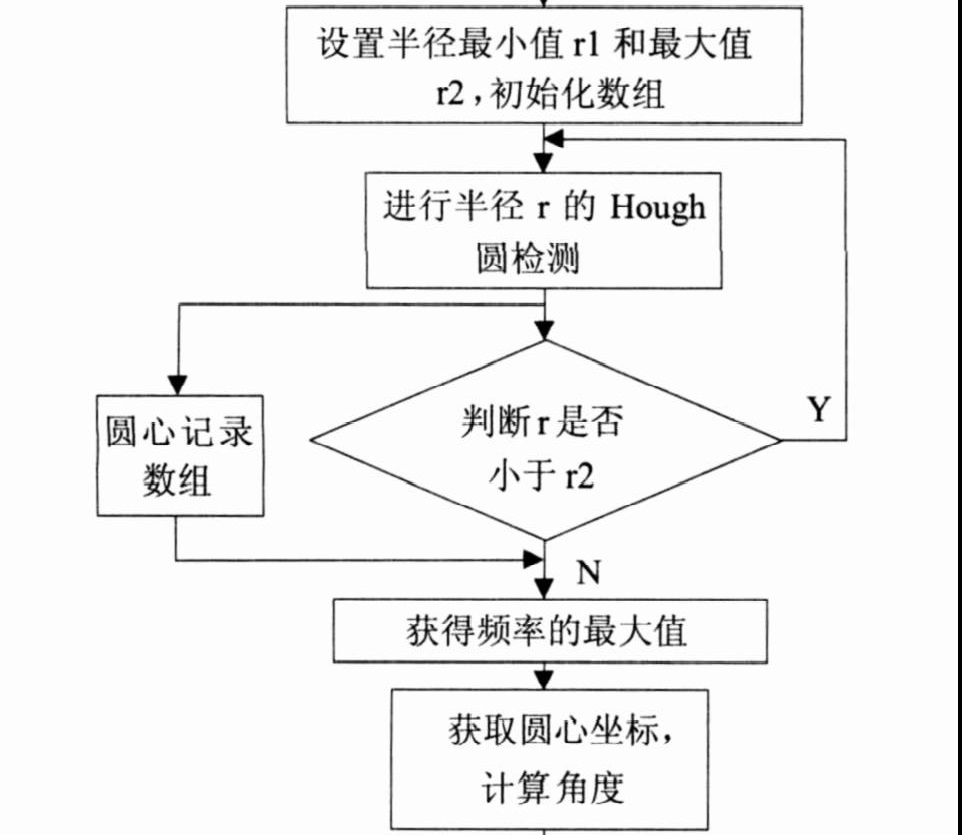 设置半径最小值 r1 和最大值
r2,初始化数组
进行半径 r 的 Hough
圆检测
圆心记录
数组
判断 r 是否
小于 r2
Y
N
获得频率的最大值
获取圆心坐标,
计算角度